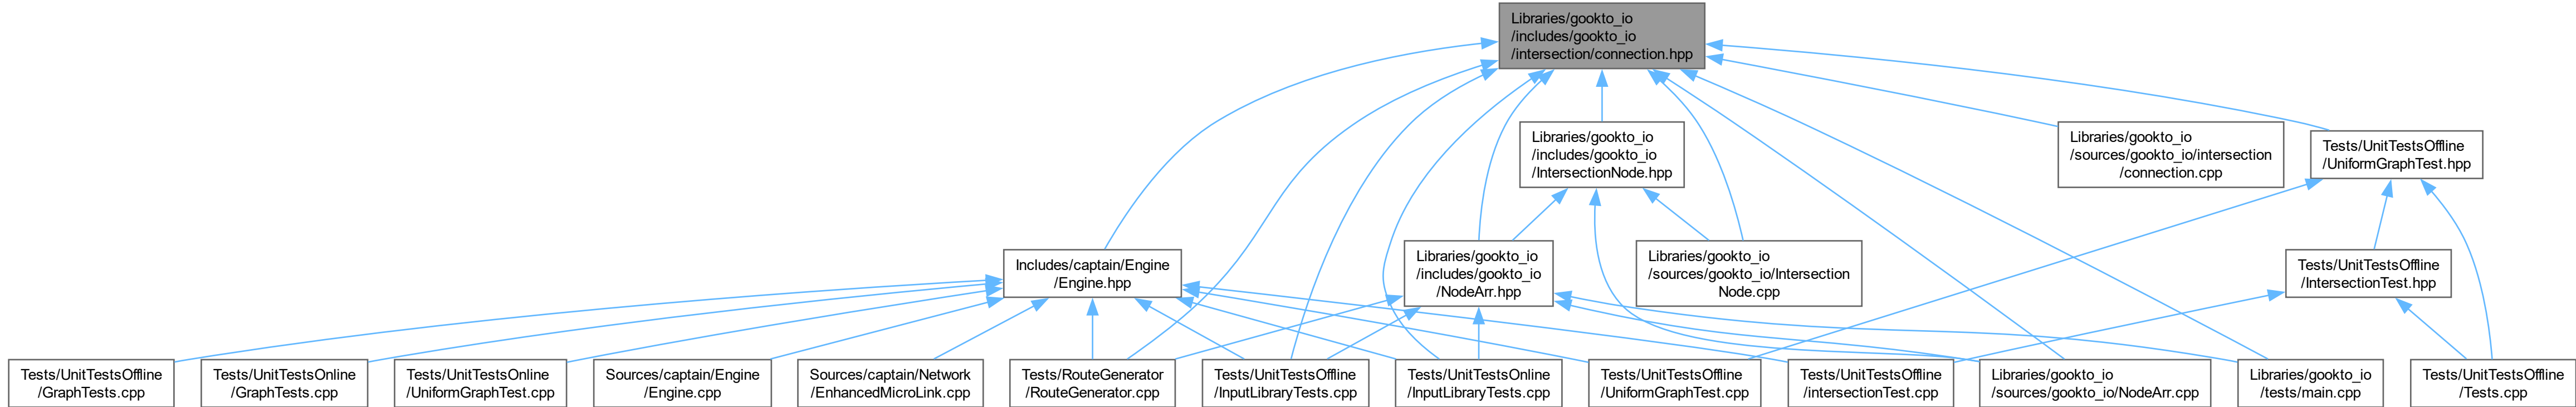 Libraries/gookto_io
/includes/gookto_io
/intersection/connection.hpp
Libraries/gookto_io
/includes/gookto_io
/IntersectionNode.hpp
Libraries/gookto_io
/sources/gookto_io/intersection
/connection.cpp
Tests/UnitTestsOffline
/UniformGraphTest.hpp
Includes/captain/Engine
/Engine.hpp
Libraries/gookto_io
/includes/gookto_io
/NodeArr.hpp
Libraries/gookto_io
/sources/gookto_io/Intersection
Node.cpp
Tests/UnitTestsOffline
/IntersectionTest.hpp
Tests/UnitTestsOffline
/GraphTests.cpp
Tests/UnitTestsOnline
/GraphTests.cpp
Tests/UnitTestsOnline
/UniformGraphTest.cpp
Sources/captain/Engine
/Engine.cpp
Sources/captain/Network
/EnhancedMicroLink.cpp
Tests/RouteGenerator
/RouteGenerator.cpp
Tests/UnitTestsOffline
/InputLibraryTests.cpp
Tests/UnitTestsOnline
/InputLibraryTests.cpp
Tests/UnitTestsOffline
/UniformGraphTest.cpp
Tests/UnitTestsOffline
/intersectionTest.cpp
Libraries/gookto_io
/sources/gookto_io/NodeArr.cpp
Libraries/gookto_io
/tests/main.cpp
Tests/UnitTestsOffline
/Tests.cpp